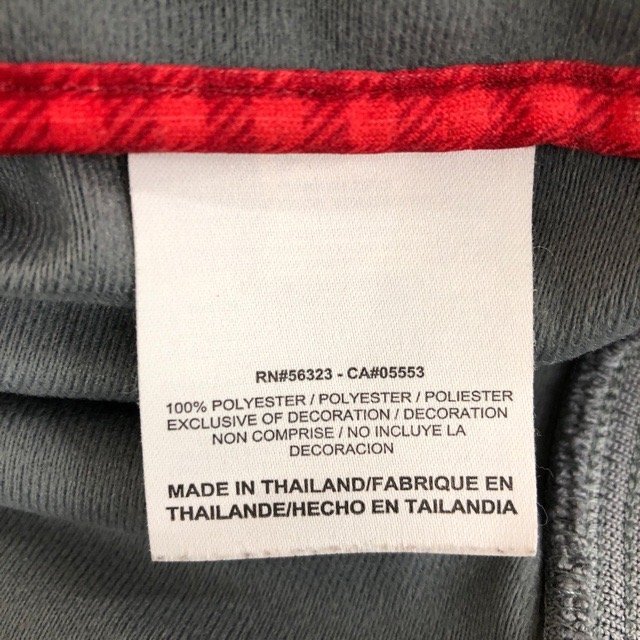 RN#56323 - CA#05553
100% POLYESTER / POLYESTER / POLIESTER
EXCLUSIVE OF DECORATION / DECORATION
NON COMPRISE / NO INCLUYE LA
DECORACION
MADE IN THAILAND/FABRIQUE EN
THAILANDE/HECHO EN TAILANDIA